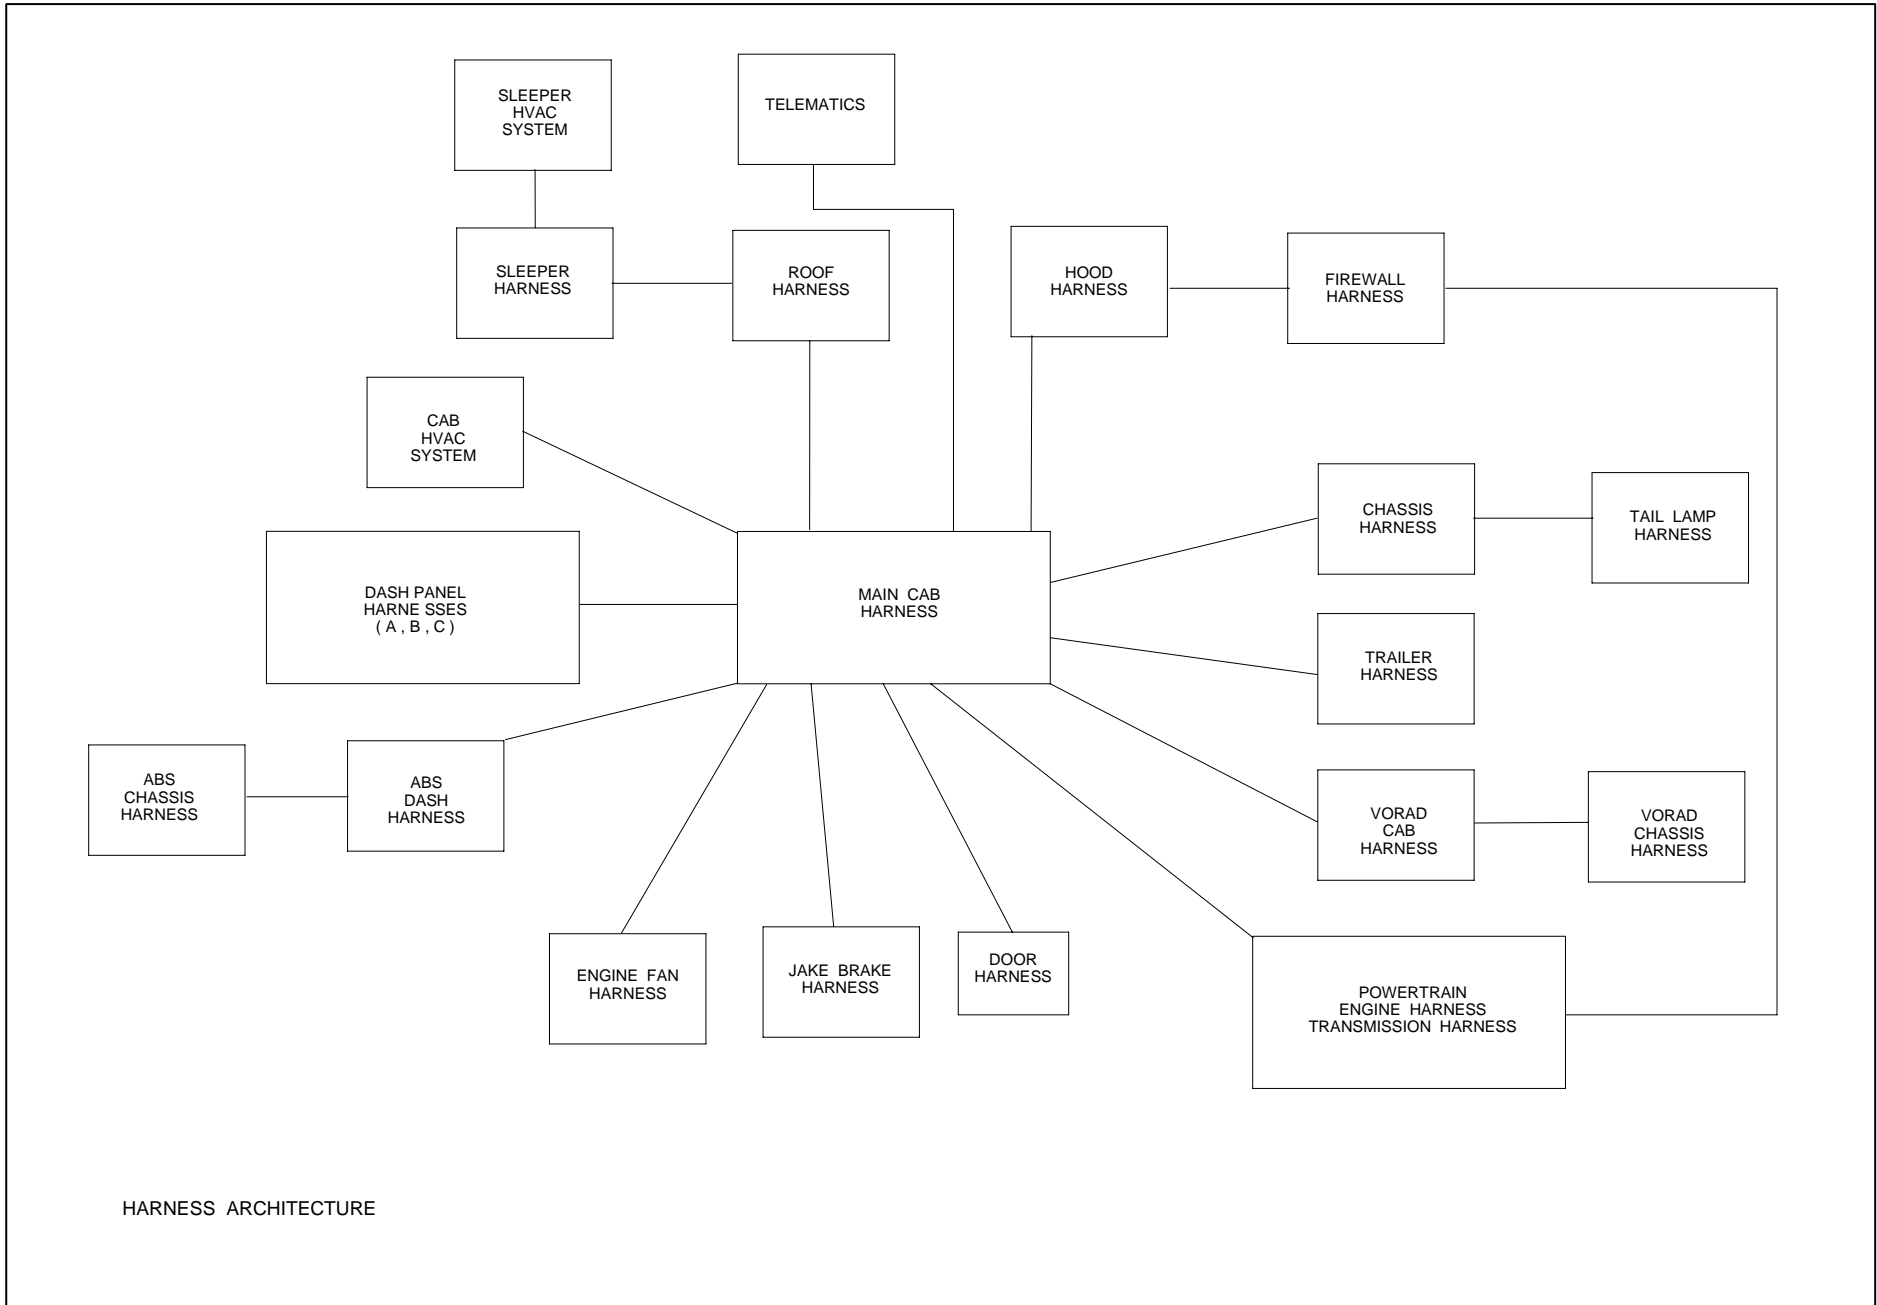 SLEEPER
HVAC
SYSTEM
TELEMATICS
SLEEPER
HARNESS
ROOF
HARNESS
HOOD
HARNESS
FIREWALL
HARNESS
CAB
HVAC
SYSTEM
CHASSIS
HARNESS
TAIL LAMP
HARNESS
DASH PANEL
HARNE SSES
( A , B , C )
MAIN CAB
HARNESS
TRAILER
HARNESS
ABS
CHASSIS
HARNESS
ABS
DASH
HARNESS
VORAD
CAB
HARNESS
VORAD
CHASSIS
HARNESS
ENGINE FAN
HARNESS
JAKE BRAKE
HARNESS
DOOR
HARNESS
POWERTRAIN
ENGINE HARNESS
TRANSMISSION HARNESS
HARNESS ARCHITECTURE